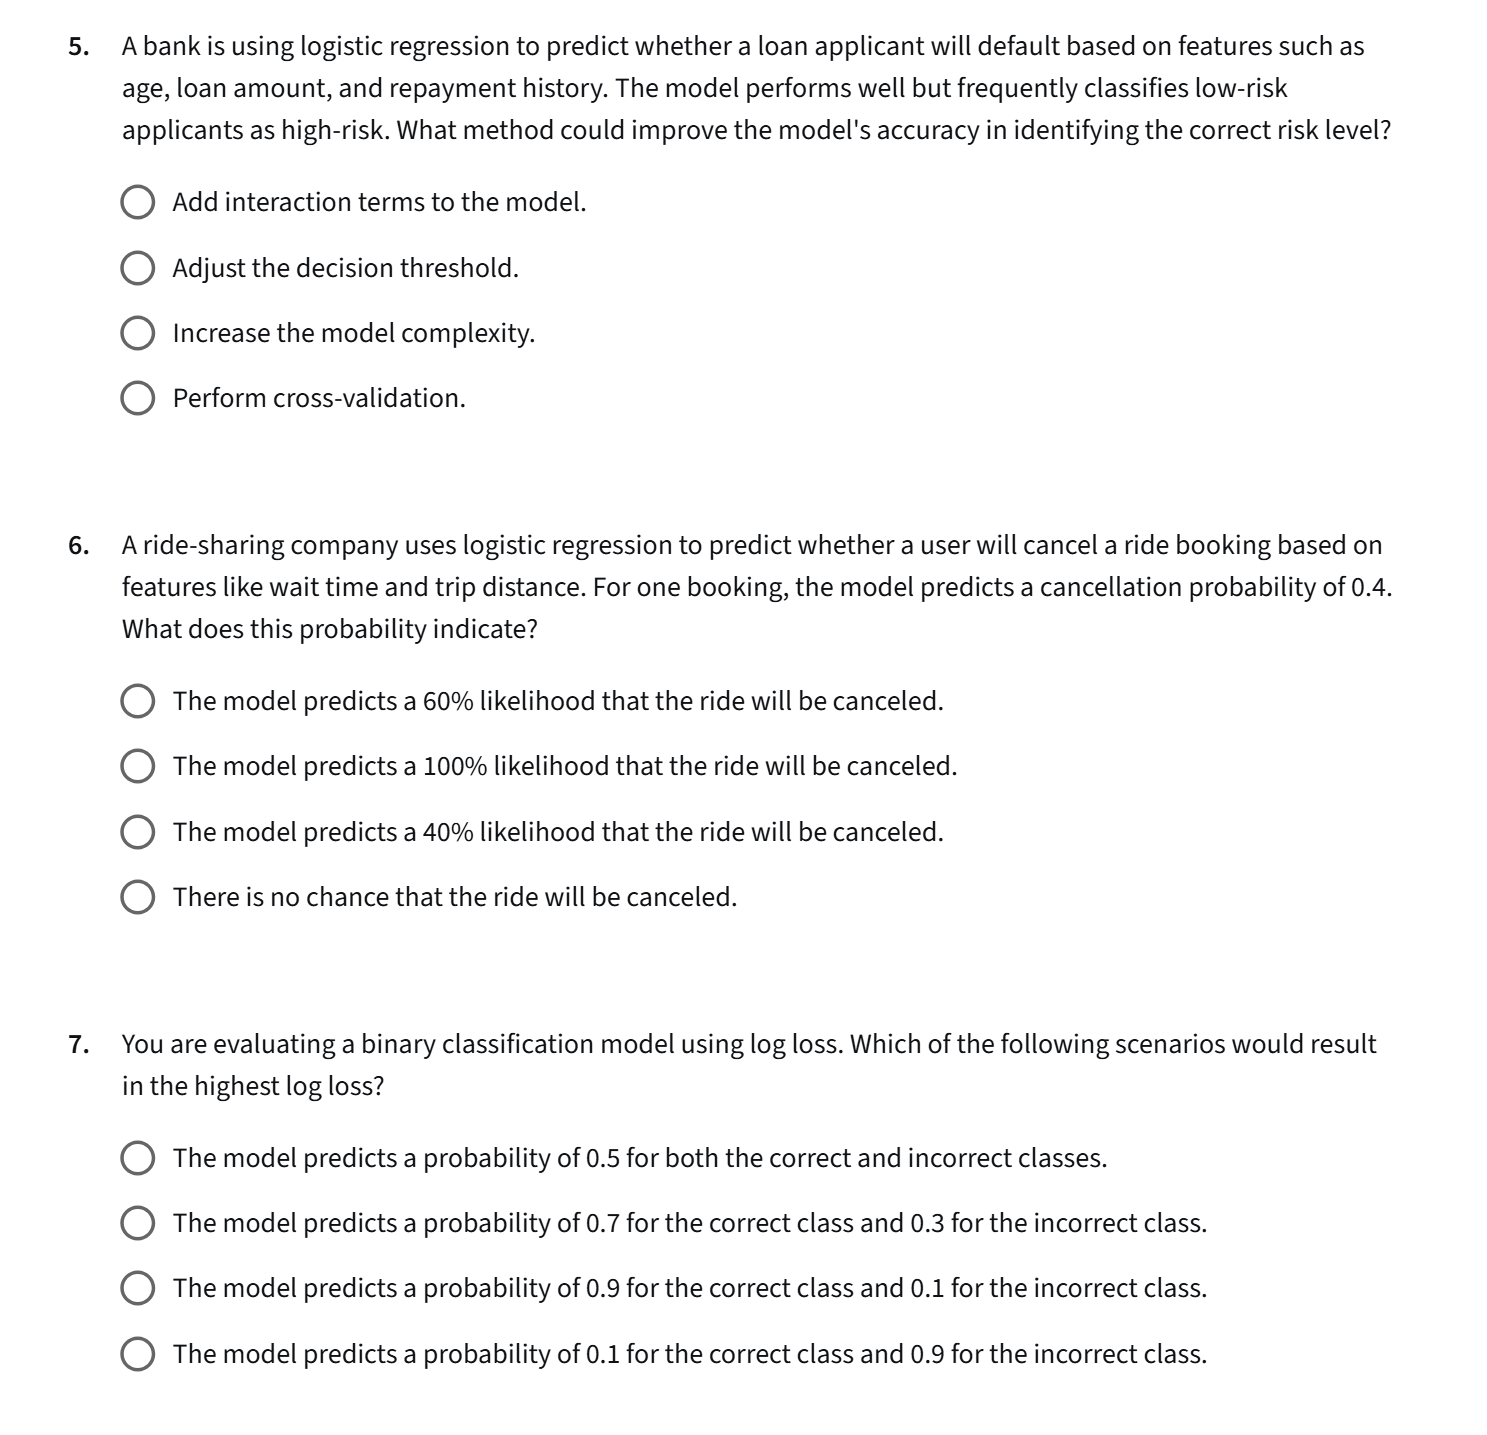 5. A bank is using logistic regression to predict whether a loan applicant will default based on features such as
age, loan amount, and repayment history. The model performs well but frequently classifies low-risk
applicants as high-risk. What method could improve the model's accuracy in identifying the correct risk level?
Add interaction terms to the model.
Adjust the decision threshold.
Increase the model complexity.
Perform cross-validation.
6. A ride-sharing company uses logistic regression to predict whether a user will cancel a ride booking based on
features like wait time and trip distance. For one booking, the model predicts a cancellation probability of 0.4.
What does this probability indicate?
The model predicts a 60% likelihood that the ride will be canceled.
The model predicts a 100% likelihood that the ride will be canceled.
The model predicts a 40% likelihood that the ride will be canceled.
There is no chance that the ride will be canceled.
7. You are evaluating a binary classification model using log loss. Which of the following scenarios would result
in the highest log loss?
The model predicts a probability of 0.5 for both the correct and incorrect classes.
The model predicts a probability of 0.7 for the correct class and 0.3 for the incorrect class.
The model predicts a probability of 0.9 for the correct class and 0.1 for the incorrect class.
The model predicts a probability of 0.1 for the correct class and 0.9 for the incorrect class.